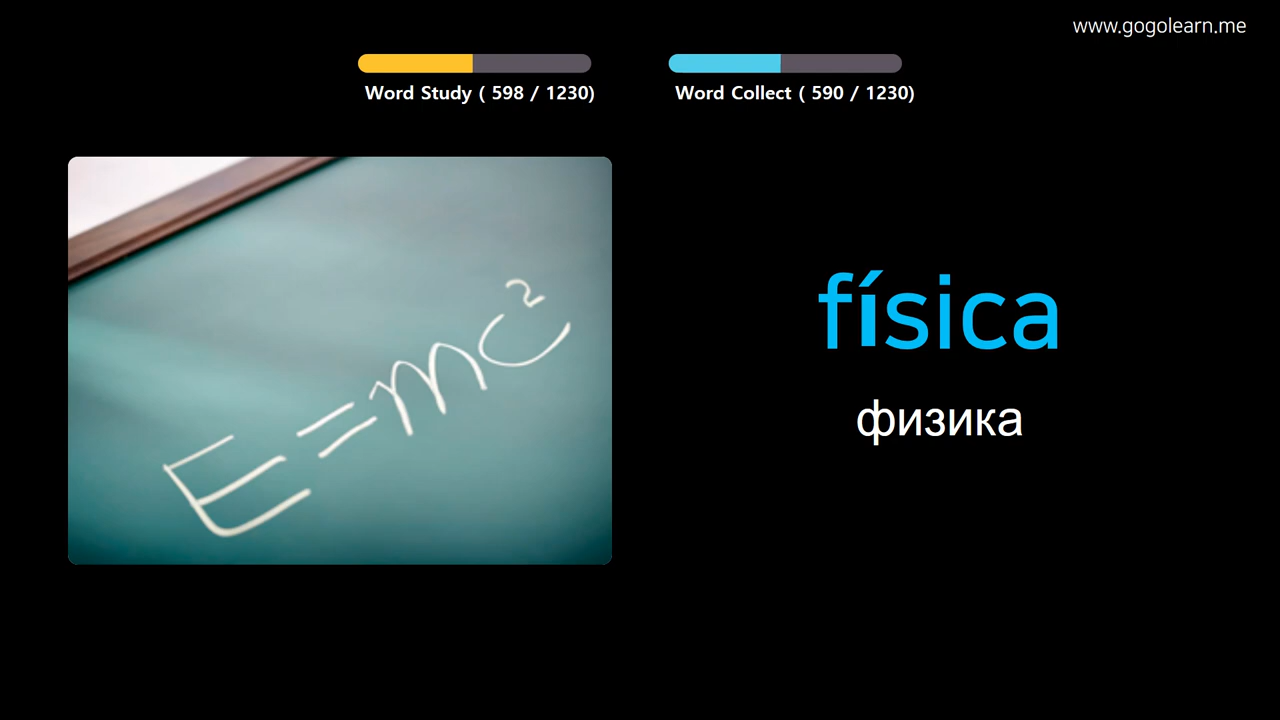 www.gogolearn.me
Word Study ( 598 / 1230)
Word Collect ( 590 / 1230)
E=mc²
física
физика